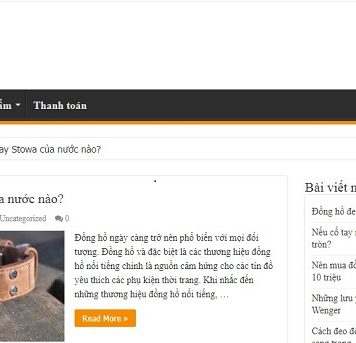 Thanh toán
ay Stowa của nước nào?
a nước nào?
Uncategorized 0
Đồng hồ ngày càng trở nên phổ biến với mọi đối
tượng. Đồng hồ và đặc biệt là các thương hiệu đồng
hồ nổi tiếng chính là nguồn cảm hứng cho các tín đồ
yêu thích các phụ kiện thời trang. Khi nhắc đến
những thương hiệu đồng hồ nổi tiếng, …
Read More »
Bài viết
Đồng hồ đe
Nếu cổ tay
tròn?
Nên mua đồ
10 triệu
Những lưu
Wenger
Cách đeo đ